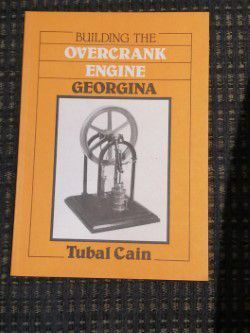 BUILDING THE
OVERCRANK
ENGINE
GEORGINA
Tubal Cain